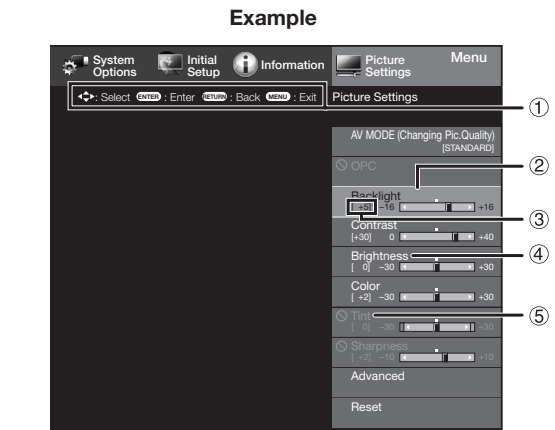 Example
System Options
Initial Setup
Information
Picture Settings
Menu
: Select ENTER : Enter RETURN : Back MENU : Exit
Picture Settings
①
AV MODE (Changing Pic.Quality)
[STANDARD]
OPC
②
Backlight
[ +5] –16 +16
③
Contrast
[+30] 0 +40
Brightness
④
[ 0] –30 +30
Color
[ +2] –30 +30
Tint
⑤
[ 0] –30 +30
Sharpness
[ +2] –10 +10
Advanced
Reset